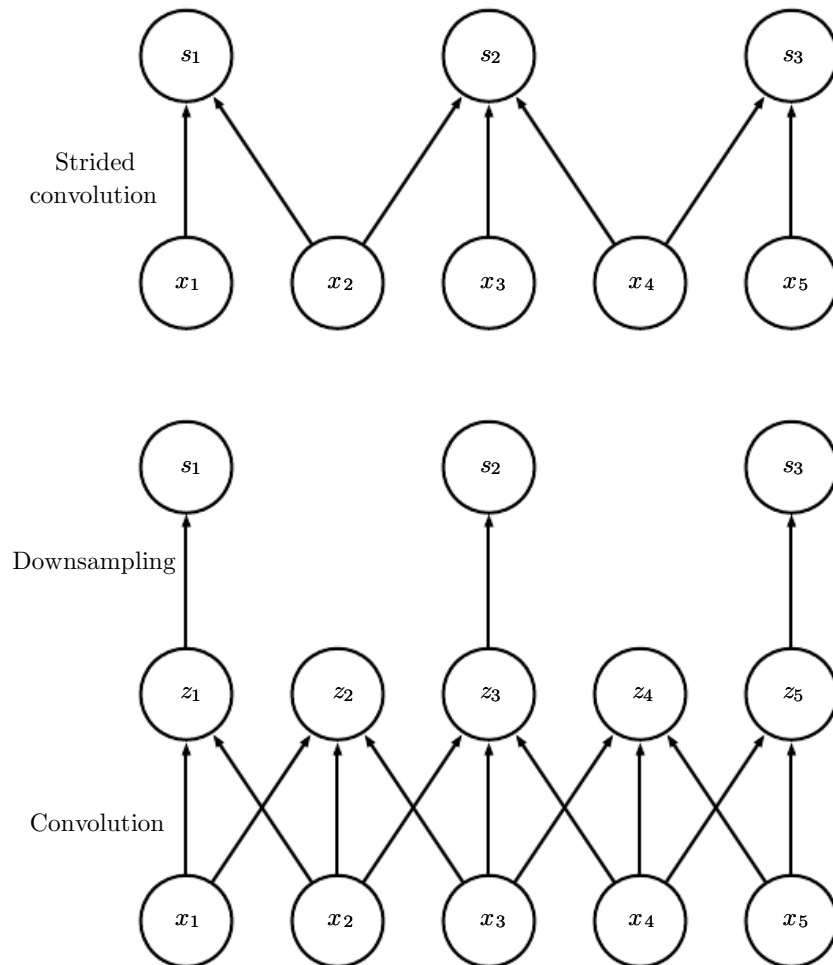 s₁ s₂ s₃
Strided
convolution
x₁ x₂ x₃ x₄ x₅
s₁ s₂ s₃
Downsampling
z₁ z₂ z₃ z₄ z₅
Convolution
x₁ x₂ x₃ x₄ x₅